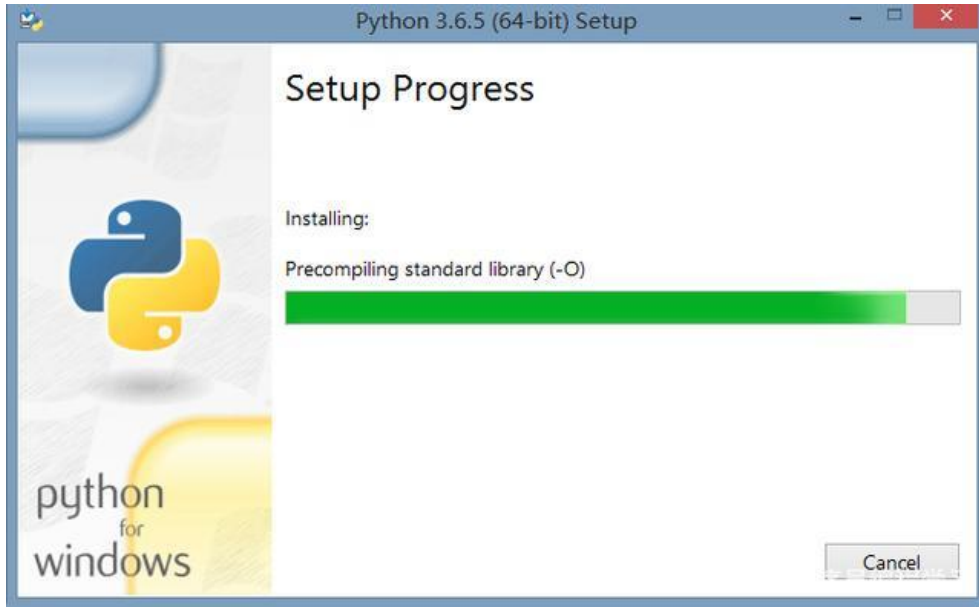 Python 3.6.5 (64-bit) Setup
Setup Progress
Installing:
Precompiling standard library (-O)
python
for
windows
Cancel